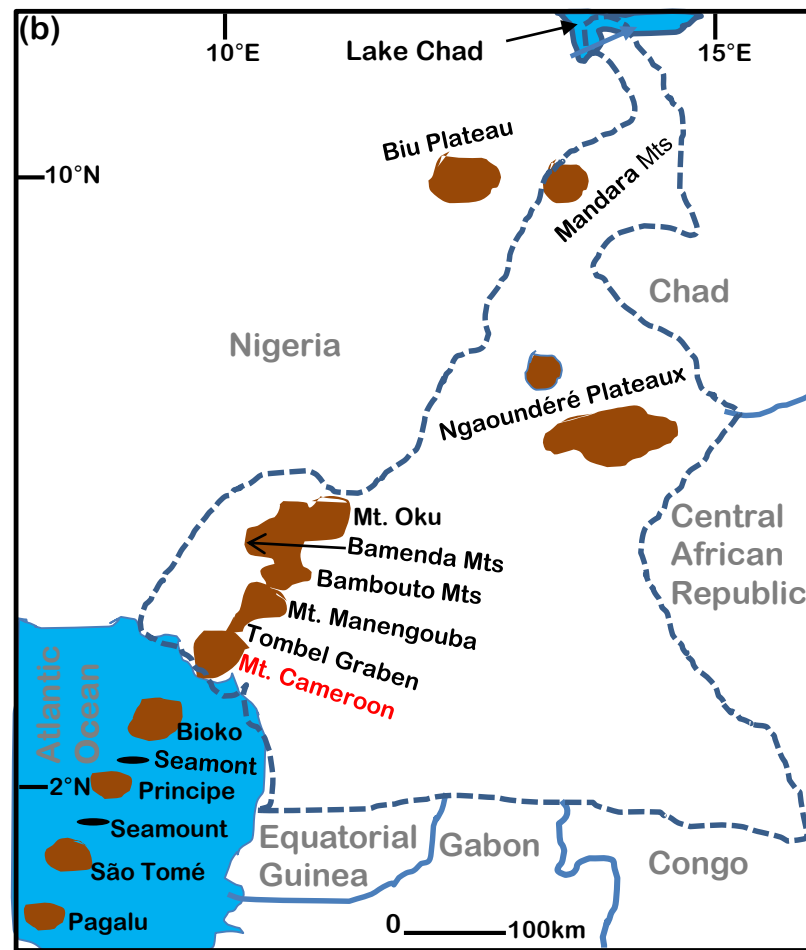 (b)
10°E
15°E
Lake Chad
Biu Plateau
10°N
Mandara Mts
Chad
Nigeria
Ngaoundéré Plateaux
Mt. Oku
Bamenda Mts
Central
African
Republic
Bambouto Mts
Mt. Manengouba
Tombel Graben
Mt. Cameroon
Atlantic
Ocean
Bioko
Seamont
2°N
Principe
Seamount
Equatorial
Guinea
Gabon
Congo
São Tomé
Pagalu
0
100km